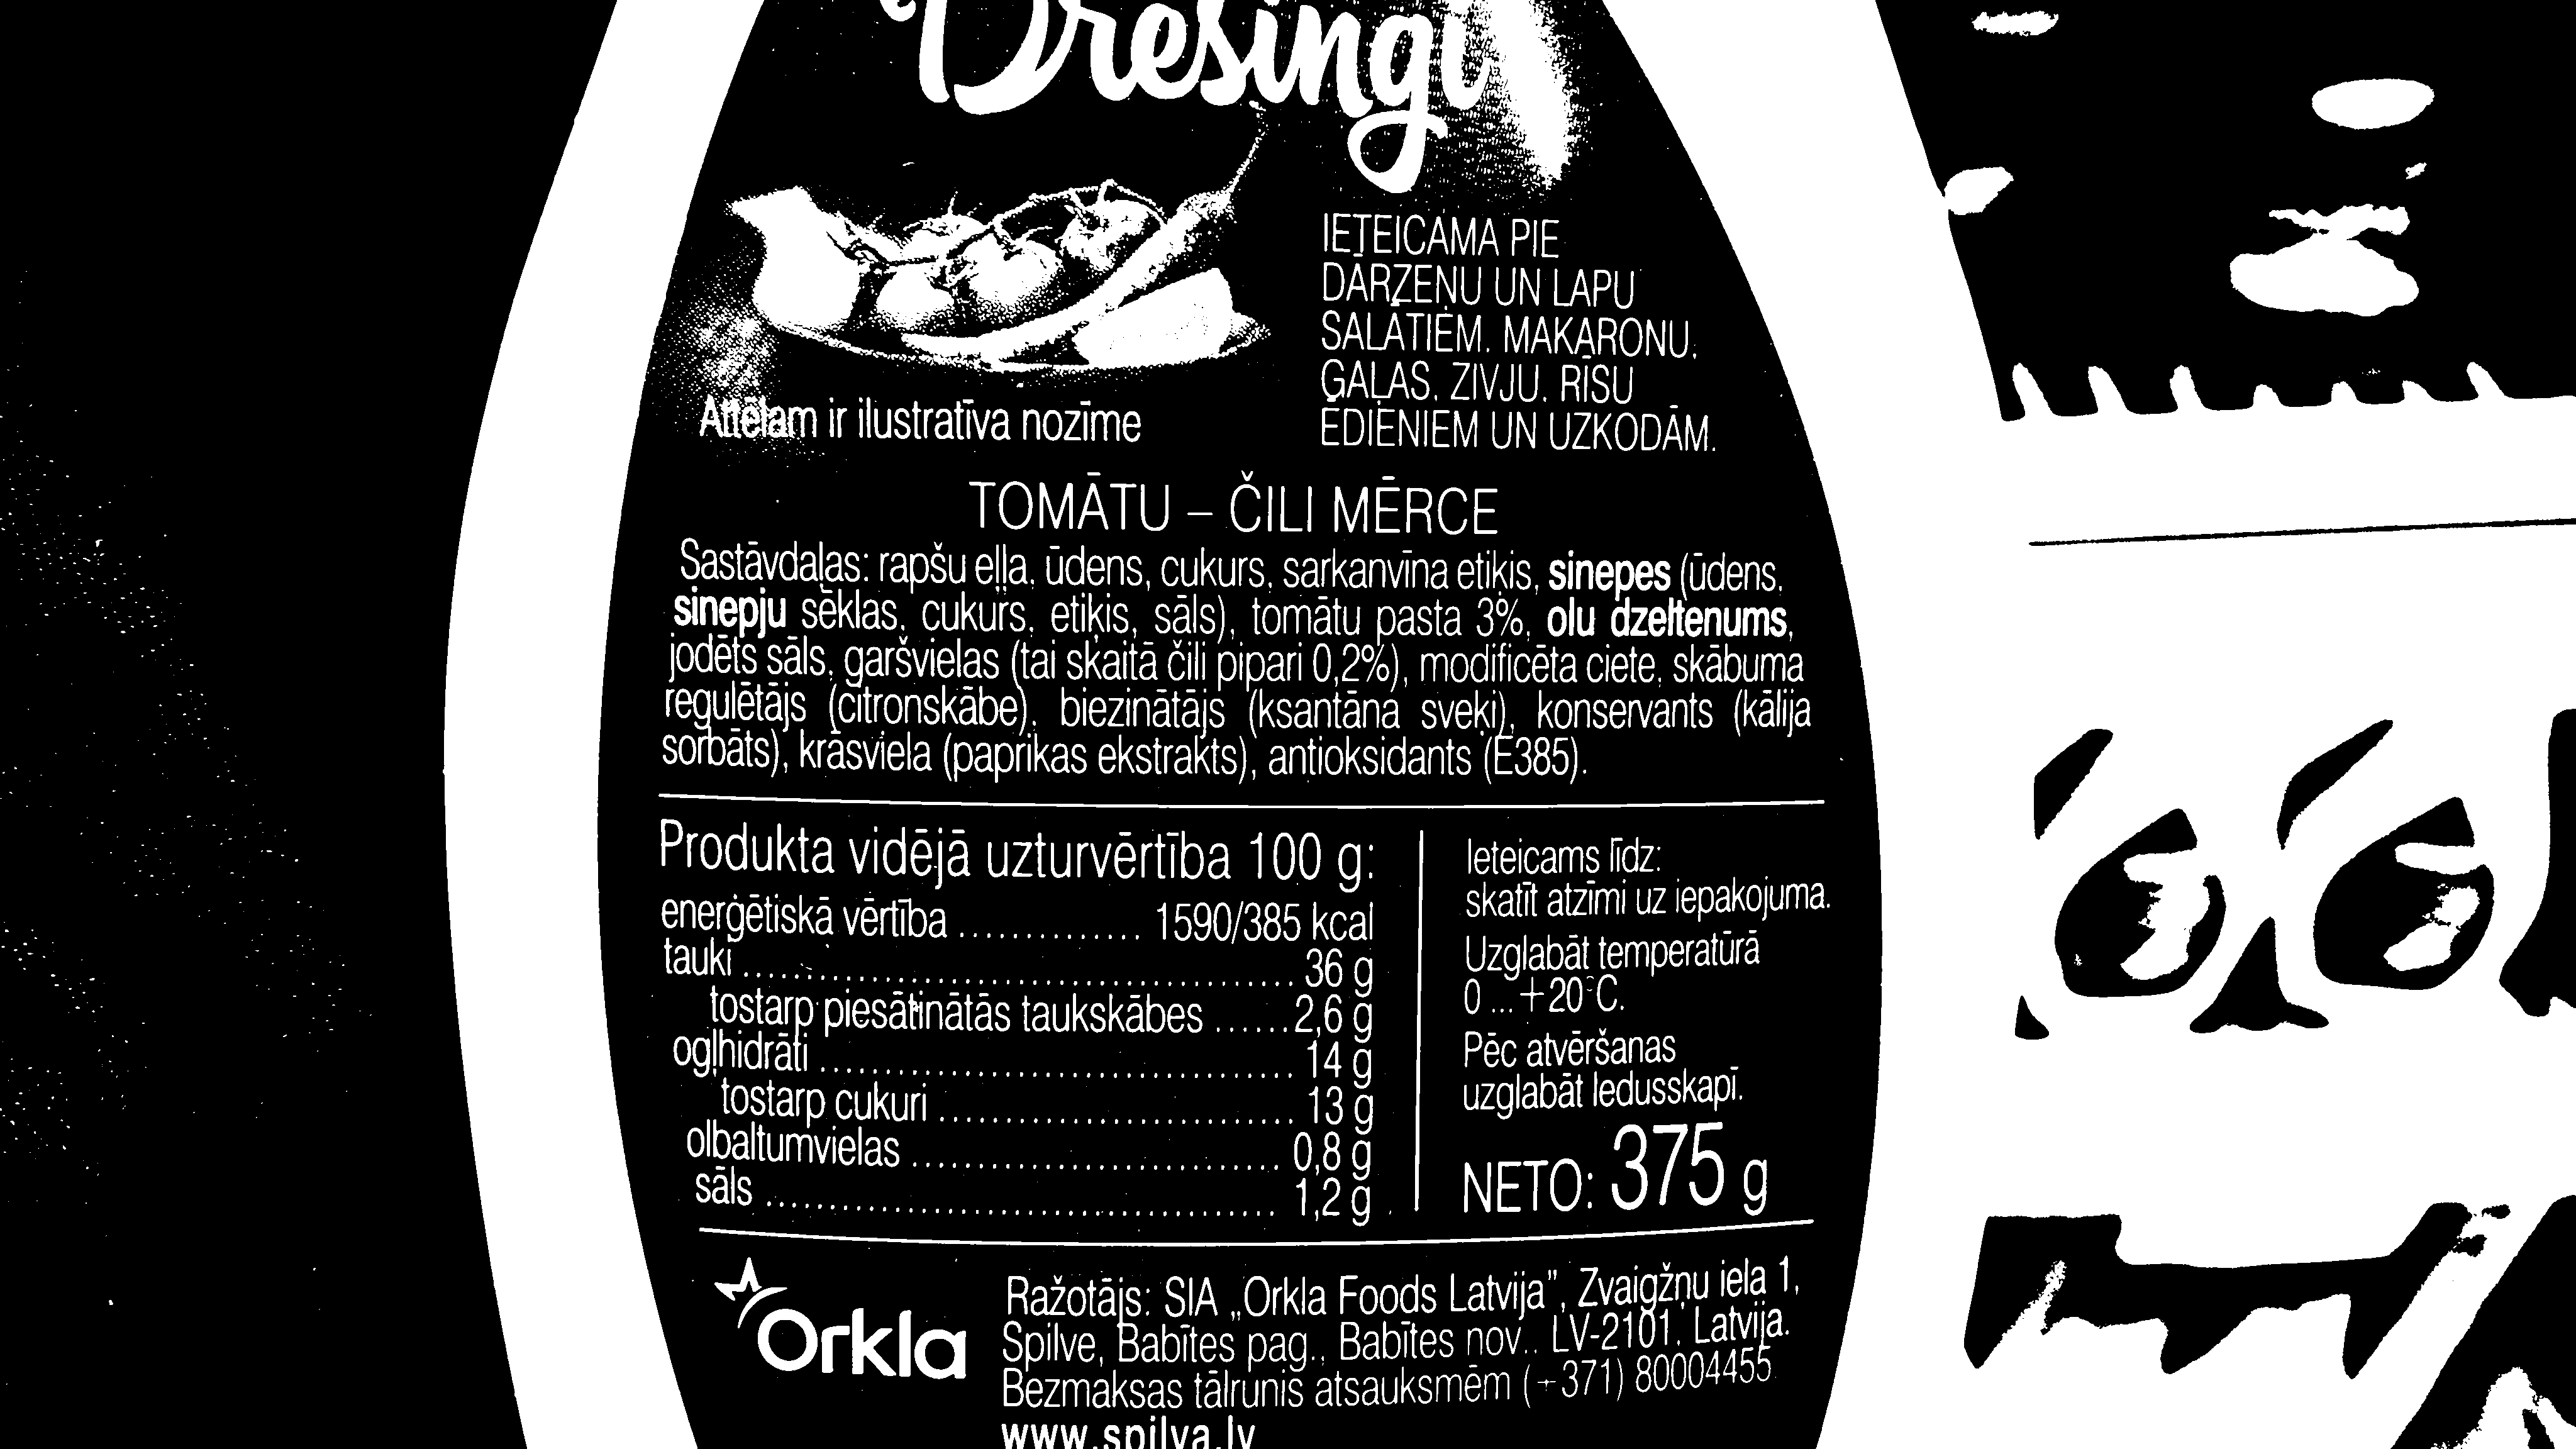 Dresingi
IETEICAMA PIE
DĀRZEŅU UN LAPU
SALĀTIEM, MAKARONU,
GAĻAS, ZIVJU, RĪSU
ĒDIENIEM UN UZKODĀM.
Attēlam ir ilustratīva nozīme
TOMĀTU – ČILI MĒRCE
Sastāvdaļas: rapšu eļļa, ūdens, cukurs, sarkanvīna etiķis, sinepes (ūdens,
sinepju sēklas, cukurs, etiķis, sāls), tomātu pasta 3%, olu dzeltenums,
jodēts sāls, garšvielas (tai skaitā čili pipari 0,2%), modificēta ciete, skābuma
regulētājs (citronskābe), biezinātājs (ksantāna sveķi), konservants (kālija
sorbāts), krāsviela (paprikas ekstrakts), antioksidants (E385).
Produkta vidējā uzturvērtība 100 g:
enerģētiskā vērtība .............. 1590/385 kcal
tauki .......................................... 36 g
tostarp piesātinātās taukskābes ...... 2,6 g
ogļhidrāti .................................... 14 g
tostarp cukuri ........................... 13 g
olbaltumvielas ............................ 0,8 g
sāls ....................................... 1,2 g
Ieteicams līdz:
skatīt atzīmi uz iepakojuma.
Uzglabāt temperatūrā
0 ... +20°C.
Pēc atvēršanas
uzglabāt ledusskapī.
NETO: 375 g
Orkla
Ražotājs: SIA „Orkla Foods Latvija”, Zvaigžņu iela 1,
Spilve, Babītes pag., Babītes nov., LV-2101, Latvija.
Bezmaksas tālrunis atsauksmēm (+371) 80004455
www.spilva.lv